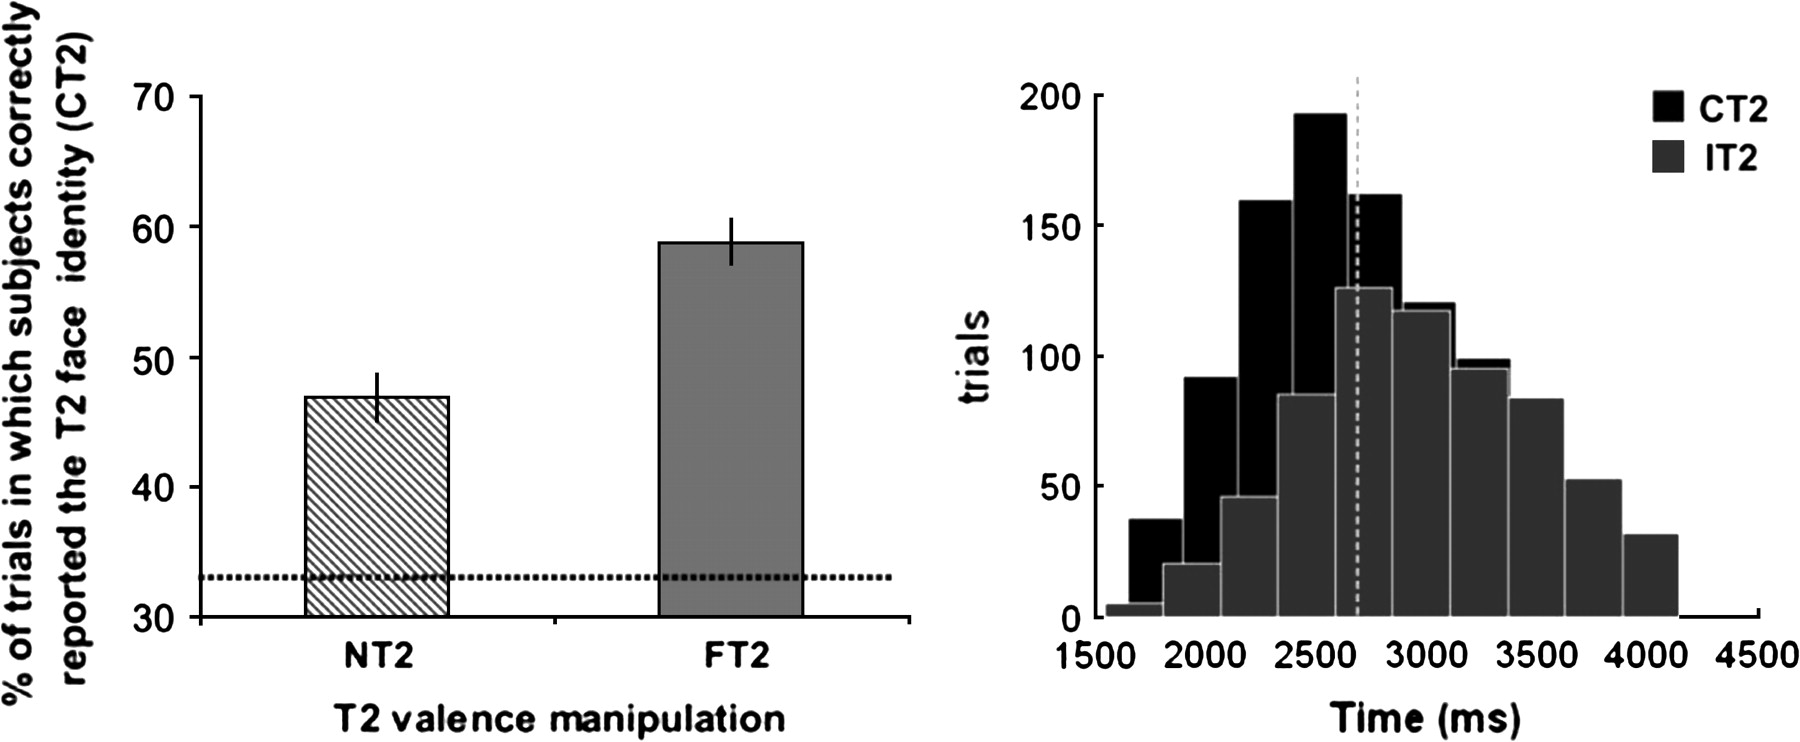 % of trials in which subjects correctly
reported the T2 face identity (CT2)
70
60
50
40
30
NT2 FT2
T2 valence manipulation
trials
200
150
100
50
0
1500 2000 2500 3000 3500 4000 4500
Time (ms)
CT2
IT2